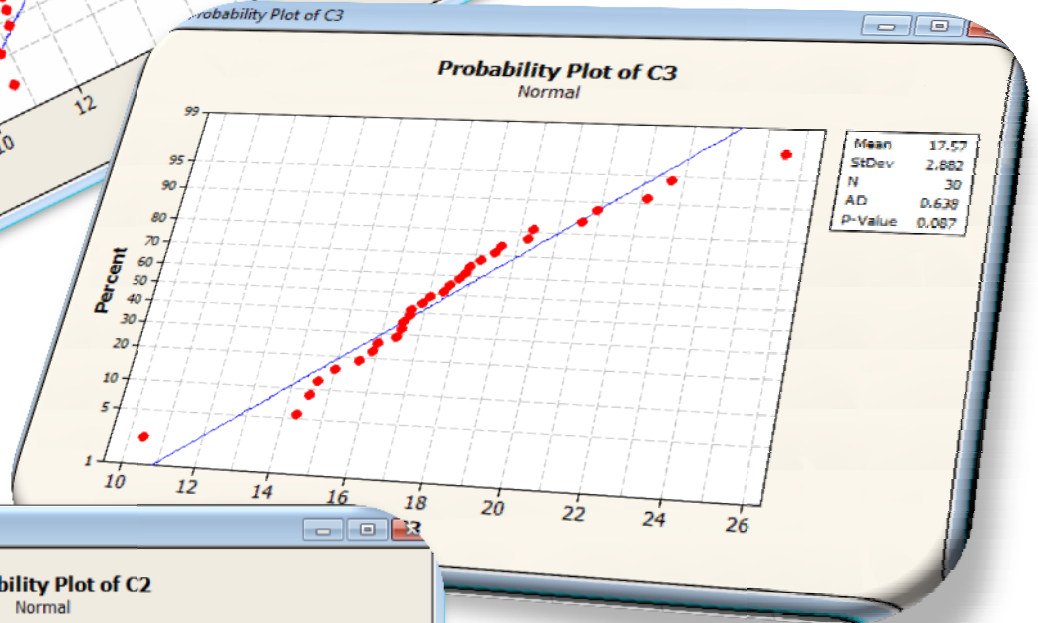 12
10
Probability Plot of C3
Probability Plot of C3
Normal
99
95
90
80
70
60
50
40
30
20
10
5
1
Percent
10 12 14 16 18 20 22 24 26
Mean 17.57
StDev 2.882
N 30
AD 0.638
P-Value 0.087
bility Plot of C2
Normal